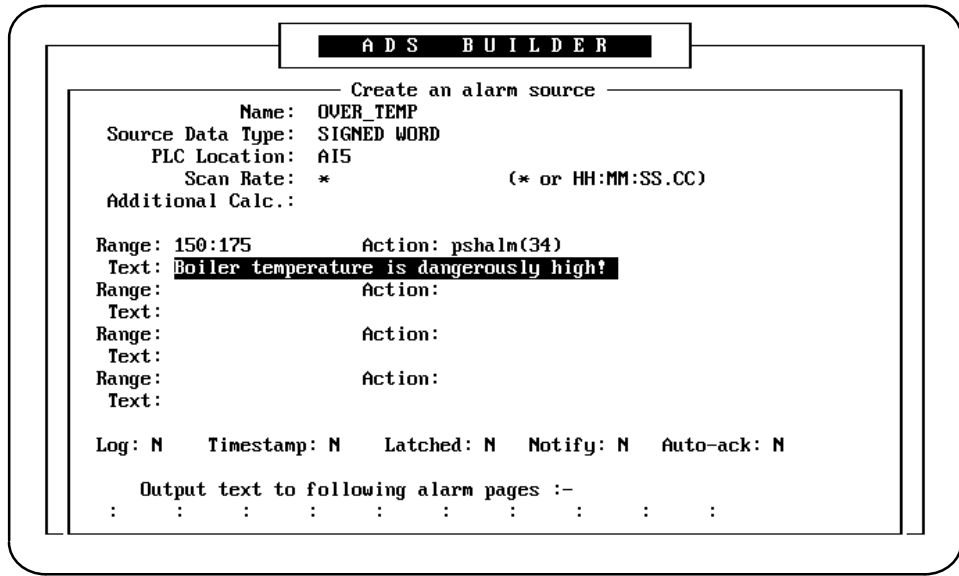 ADS BUILDER
Create an alarm source
Name: OVER_TEMP
Source Data Type: SIGNED WORD
PLC Location: AI5
Scan Rate: * (* or HH:MM:SS.CC)
Additional Calc.:
Range: 150:175 Action: pshalm(34)
Text: Boiler temperature is dangerously high!
Range: Action:
Text:
Range: Action:
Text:
Range: Action:
Text:
Log: N Timestamp: N Latched: N Notify: N Auto-ack: N
Output text to following alarm pages :-
: : : : : : : : : :